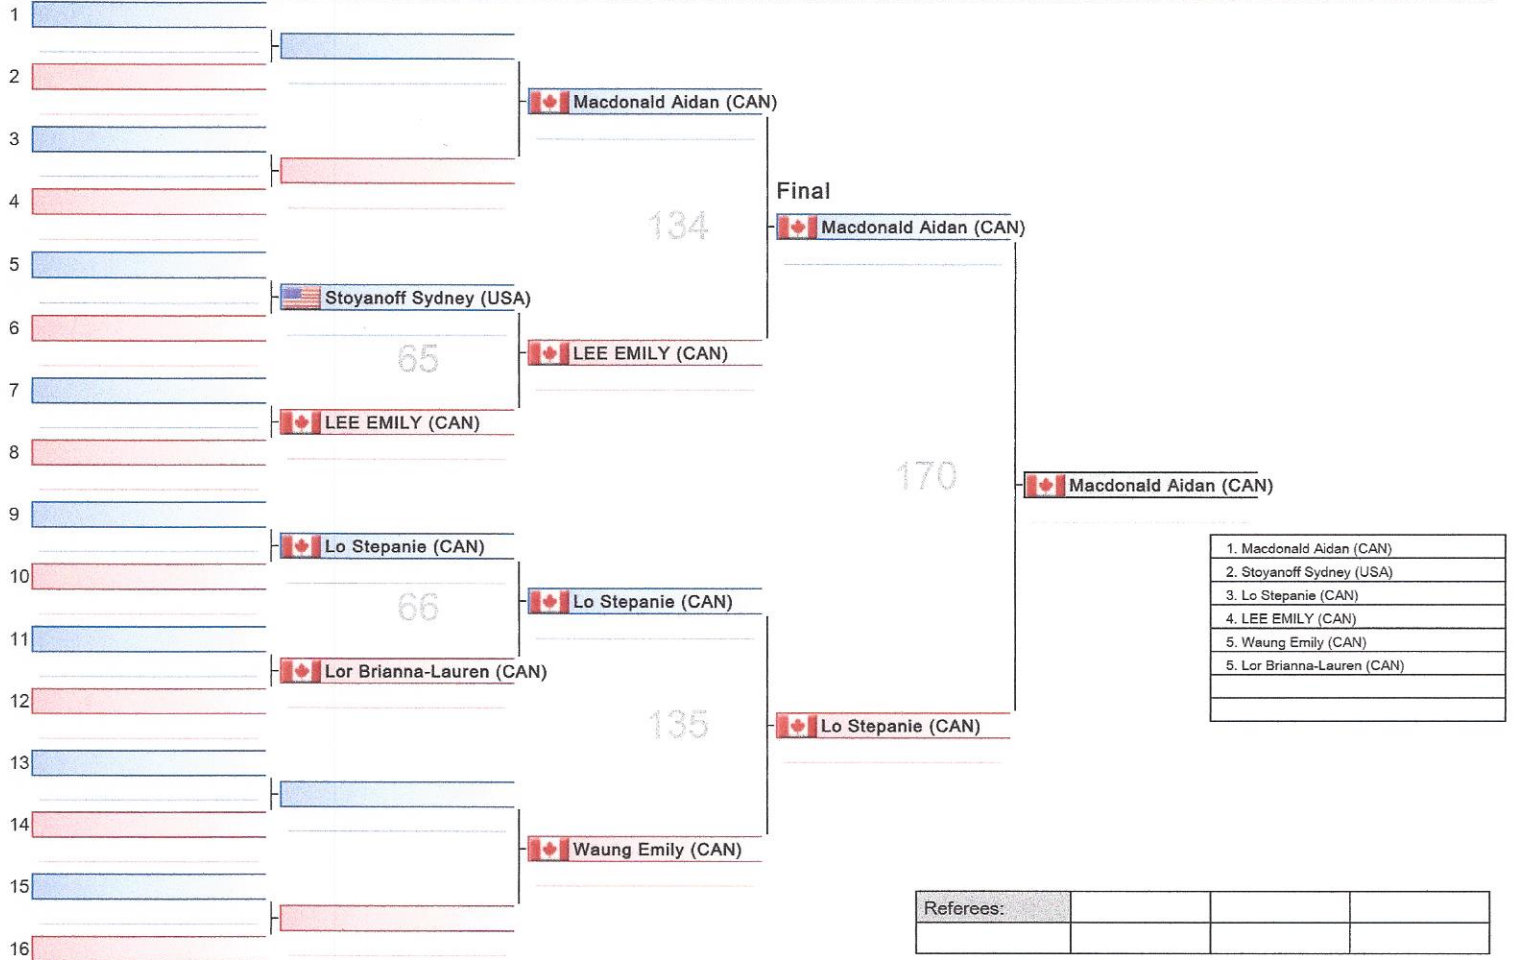 1
2
Macdonald Aidan (CAN)
3
Final
4
134
Macdonald Aidan (CAN)
5
Stoyanoff Sydney (USA)
6
65
LEE EMILY (CAN)
7
LEE EMILY (CAN)
8
170
Macdonald Aidan (CAN)
9
Lo Stepanie (CAN)
10
66
Lo Stepanie (CAN)
11
Lor Brianna-Lauren (CAN)
12
135
Lo Stepanie (CAN)
13
14
Waung Emily (CAN)
15
16
1. Macdonald Aidan (CAN)
2. Stoyanoff Sydney (USA)
3. Lo Stepanie (CAN)
4. LEE EMILY (CAN)
5. Waung Emily (CAN)
5. Lor Brianna-Lauren (CAN)
Referees: